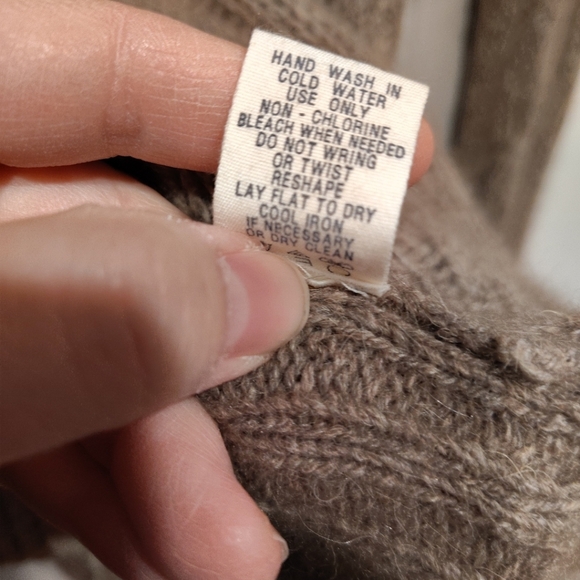 HAND WASH IN
COLD WATER
USE ONLY
NON - CHLORINE
BLEACH WHEN NEEDED
DO NOT WRING
OR TWIST
RESHAPE
LAY FLAT TO DRY
COOL IRON
IF NECESSARY
OR DRY CLEAN